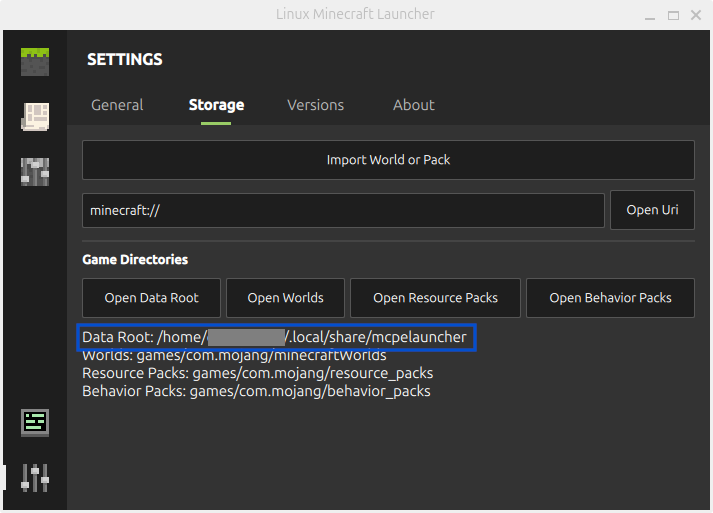 Linux Minecraft Launcher
SETTINGS
General Storage Versions About
Import World or Pack
minecraft:// Open Uri
Game Directories
Open Data Root Open Worlds Open Resource Packs Open Behavior Packs
Data Root: /home/ /.local/share/mcpelauncher
Worlds: games/com.mojang/minecraftWorlds
Resource Packs: games/com.mojang/resource_packs
Behavior Packs: games/com.mojang/behavior_packs